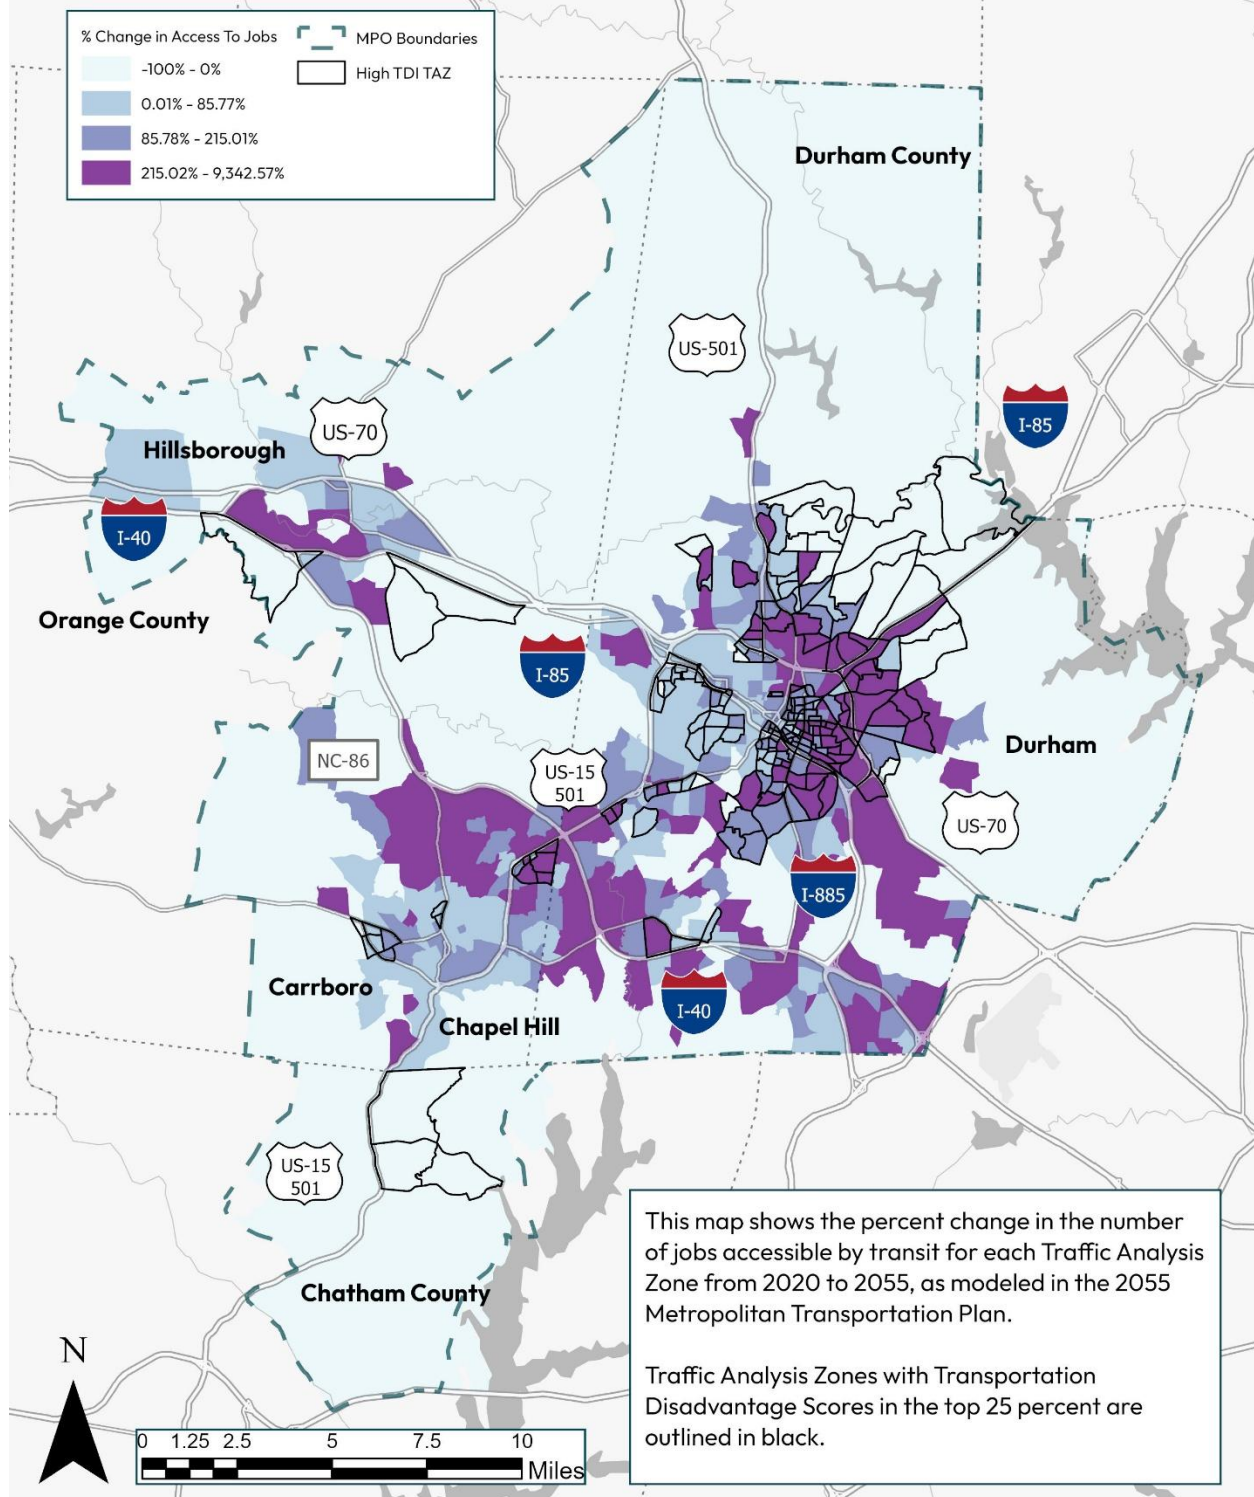 % Change in Access To Jobs
-100% - 0%
0.01% - 85.77%
85.78% - 215.01%
215.02% - 9,342.57%
MPO Boundaries
High TDI TAZ
Durham County
US-501
I-85
US-70
Hillsborough
I-40
Orange County
I-85
NC-86
US-15
501
Durham
US-70
I-885
Carrboro
I-40
Chapel Hill
US-15
501
Chatham County
This map shows the percent change in the number
of jobs accessible by transit for each Traffic Analysis
Zone from 2020 to 2055, as modeled in the 2055
Metropolitan Transportation Plan.
Traffic Analysis Zones with Transportation
Disadvantage Scores in the top 25 percent are
outlined in black.
N
0 1.25 2.5 5 7.5 10
Miles